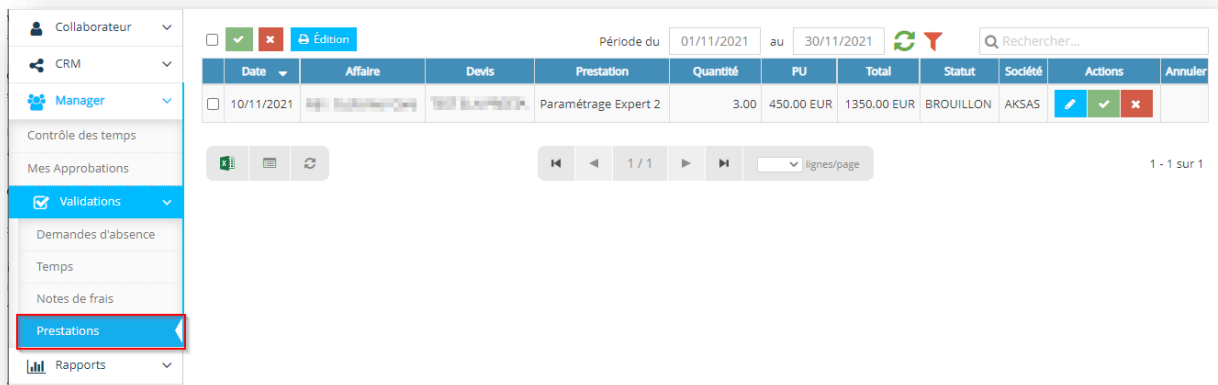 Collaborateur
CRM
Manager
Contrôle des temps
Mes Approbations
Validations
Demandes d'absence
Temps
Notes de frais
Prestations
Rapports
Édition Période du 01/11/2021 au 30/11/2021 Rechercher...
Date Affaire Devis Prestation Quantité PU Total Statut Société Actions Annuler
10/11/2021 Paramétrage Expert 2 3.00 450.00 EUR 1350.00 EUR BROUILLON AKSAS
1 / 1 lignes/page 1 - 1 sur 1